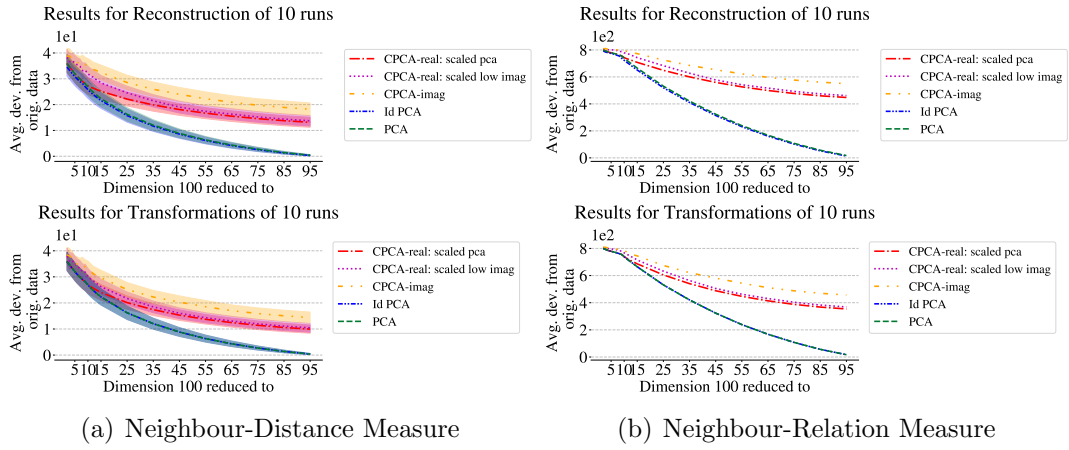 Results for Reconstruction of 10 runs
1e1
4
3
2
1
0
Avg. dev. from
orig. data
5 10 15 25 35 45 55 65 75 85 95
Dimension 100 reduced to
CPCA-real: scaled pca
CPCA-real: scaled low imag
CPCA-imag
Id PCA
PCA
Results for Reconstruction of 10 runs
1e2
8
6
4
2
0
Avg. dev. from
orig. data
5 10 15 25 35 45 55 65 75 85 95
Dimension 100 reduced to
CPCA-real: scaled pca
CPCA-real: scaled low imag
CPCA-imag
Id PCA
PCA
Results for Transformations of 10 runs
1e1
4
3
2
1
0
Avg. dev. from
orig. data
5 10 15 25 35 45 55 65 75 85 95
Dimension 100 reduced to
CPCA-real: scaled pca
CPCA-real: scaled low imag
CPCA-imag
Id PCA
PCA
Results for Transformations of 10 runs
1e2
8
6
4
2
0
Avg. dev. from
orig. data
5 10 15 25 35 45 55 65 75 85 95
Dimension 100 reduced to
CPCA-real: scaled pca
CPCA-real: scaled low imag
CPCA-imag
Id PCA
PCA
(a) Neighbour-Distance Measure
(b) Neighbour-Relation Measure